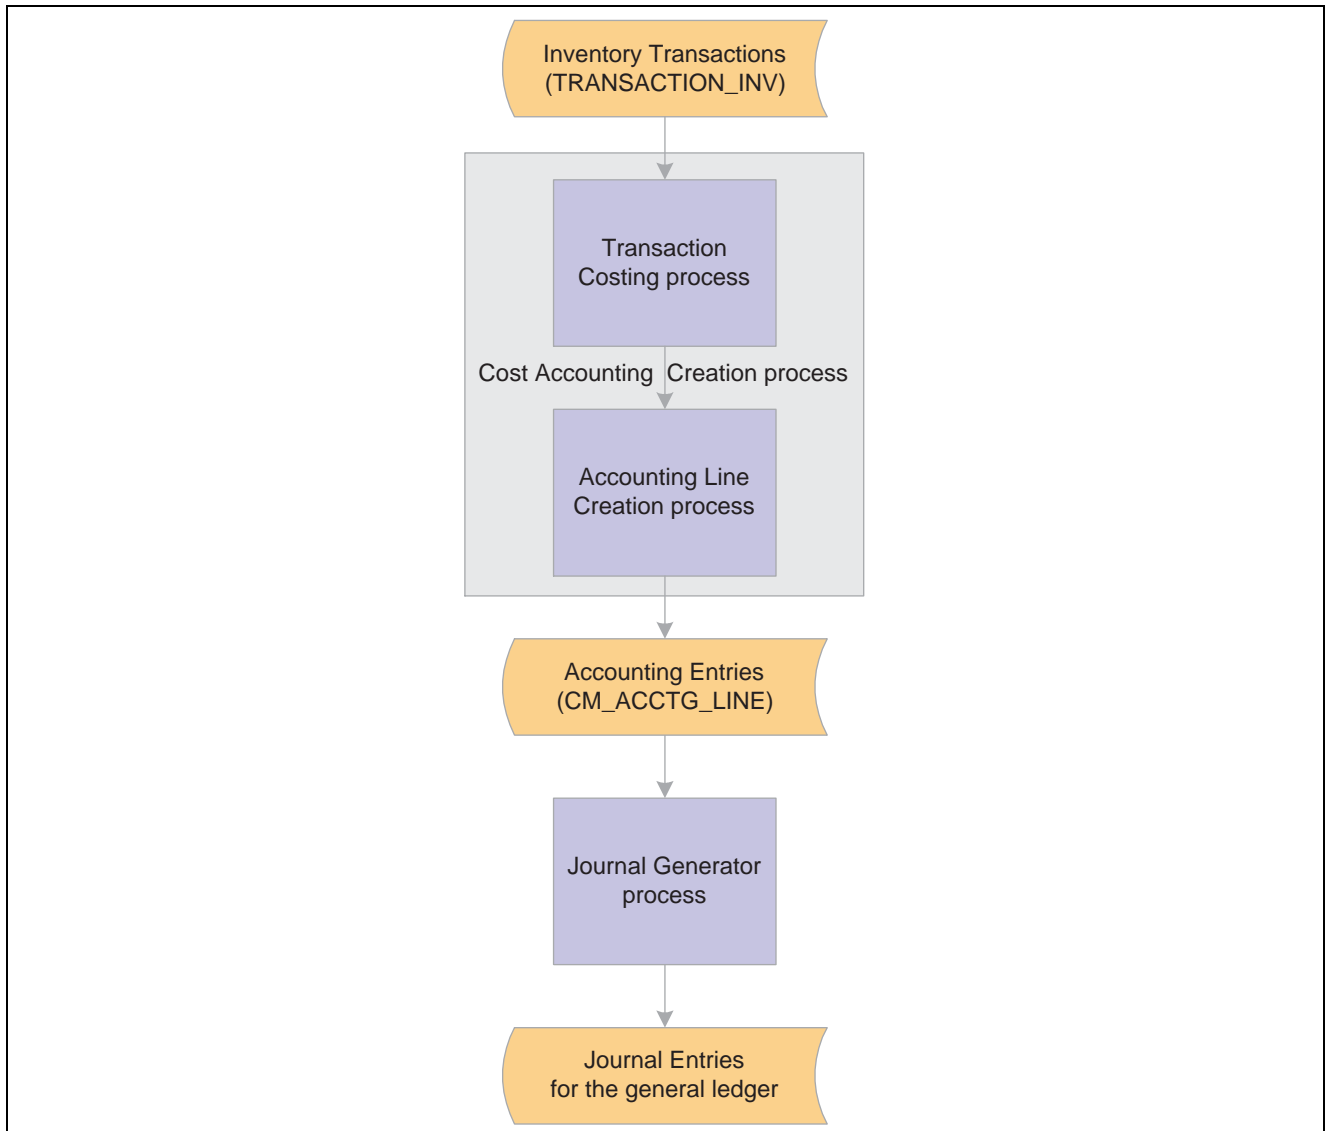 Inventory Transactions
(TRANSACTION_INV)
Transaction
Costing process
Cost Accounting Creation process
Accounting Line
Creation process
Accounting Entries
(CM_ACCTG_LINE)
Journal Generator
process
Journal Entries
for the general ledger